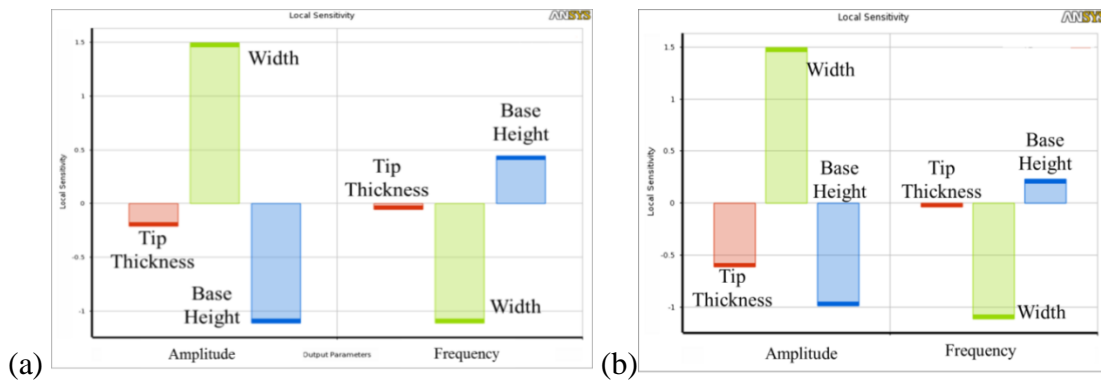 (a)
Local Sensitivity
ANSYS
Local Sensitivity
1.5
1
0.5
0
-0.5
-1
Width
Tip
Thickness
Base
Height
Tip
Thickness
Base
Height
Width
Amplitude
Output Parameters
Frequency
(b)
Local Sensitivity
ANSYS
Local Sensitivity
1.5
1
0.5
0
-0.5
-1
Width
Tip
Thickness
Base
Height
Tip
Thickness
Base
Height
Width
Amplitude
Frequency